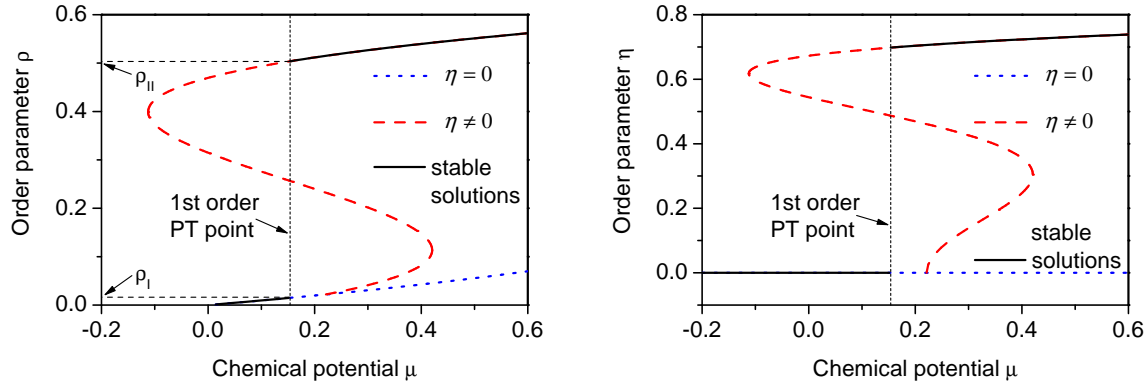 Order parameter ρ
0.6
0.4
0.2
0.0
ρII
ρI
η = 0
η ≠ 0
stable
solutions
1st order
PT point
-0.2
0.0
0.2
0.4
0.6
Chemical potential μ
Order parameter η
0.8
0.6
0.4
0.2
0.0
η = 0
η ≠ 0
1st order
PT point
stable
solutions
-0.2
0.0
0.2
0.4
0.6
Chemical potential μ